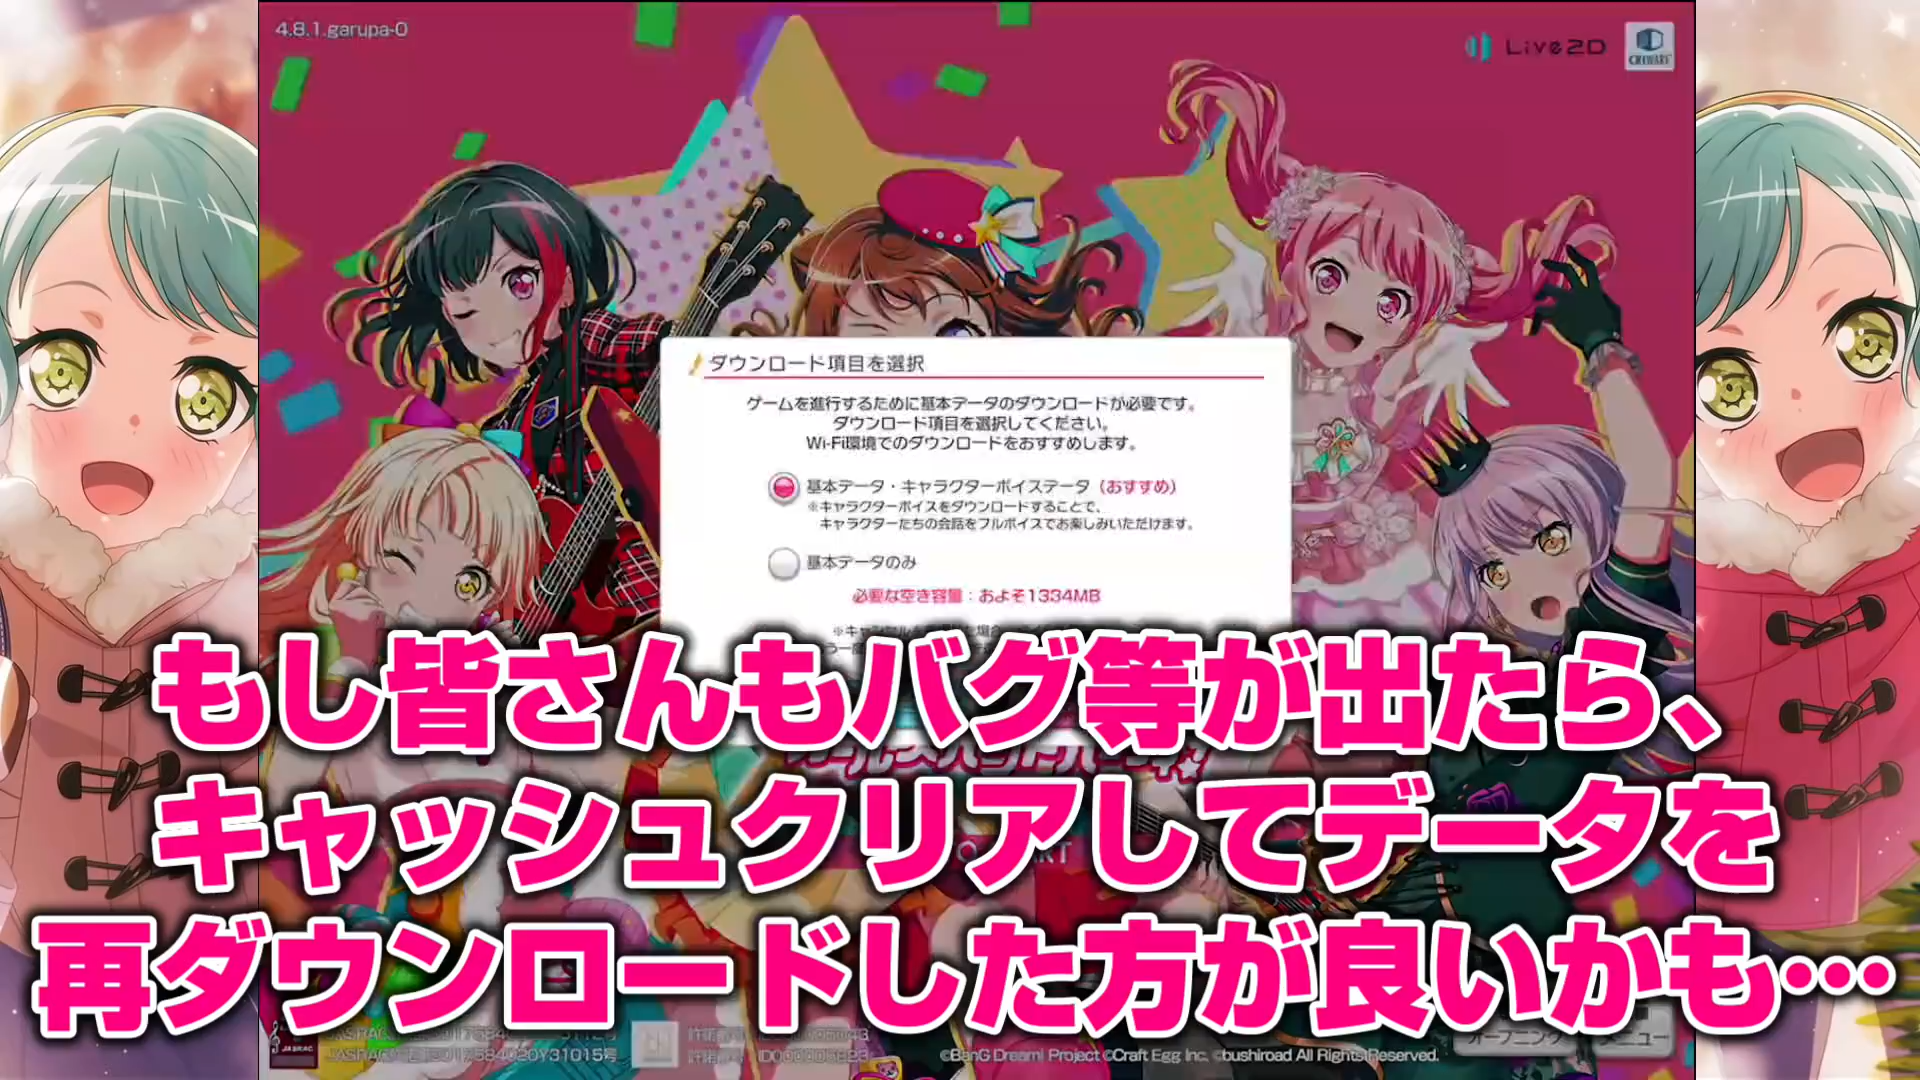 4.8.1.garupa-0
Live2D
CRIWARE
ダウンロード項目を選択
ゲームを進行するために基本データのダウンロードが必要です。
ダウンロード項目を選択してください。
Wi-Fi環境でのダウンロードをおすすめします。
基本データ・キャラクターボイスデータ（おすすめ）
※キャラクターボイスをダウンロードすることで、
キャラクターたちの会話をフルボイスでお楽しみいただけます。
基本データのみ
必要な空き容量：およそ1334MB
もし皆さんもバグ等が出たら、
キャッシュクリアしてデータを
再ダウンロードした方が良いかも…
JASRAC
オープニング
メニュー
©BanG Dream! Project ©Craft Egg Inc. ©bushiroad All Rights Reserved.